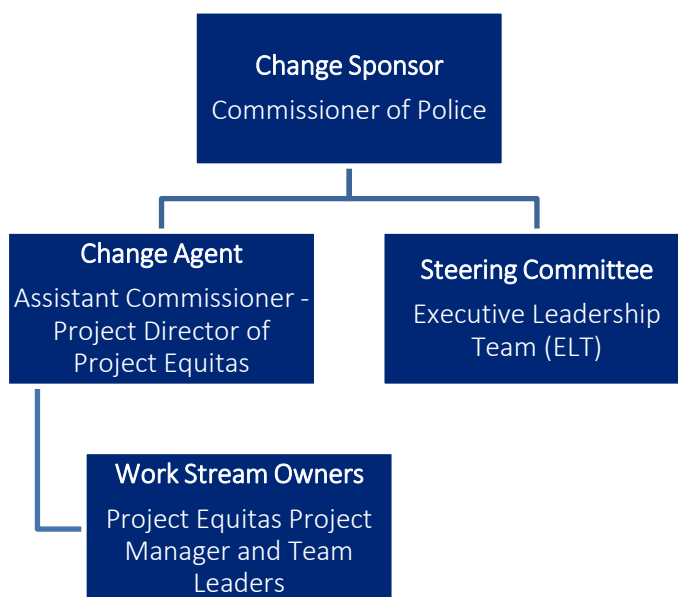 Change Sponsor
Commissioner of Police
Change Agent
Assistant Commissioner -
Project Director of
Project Equitas
Steering Committee
Executive Leadership
Team (ELT)
Work Stream Owners
Project Equitas Project
Manager and Team
Leaders